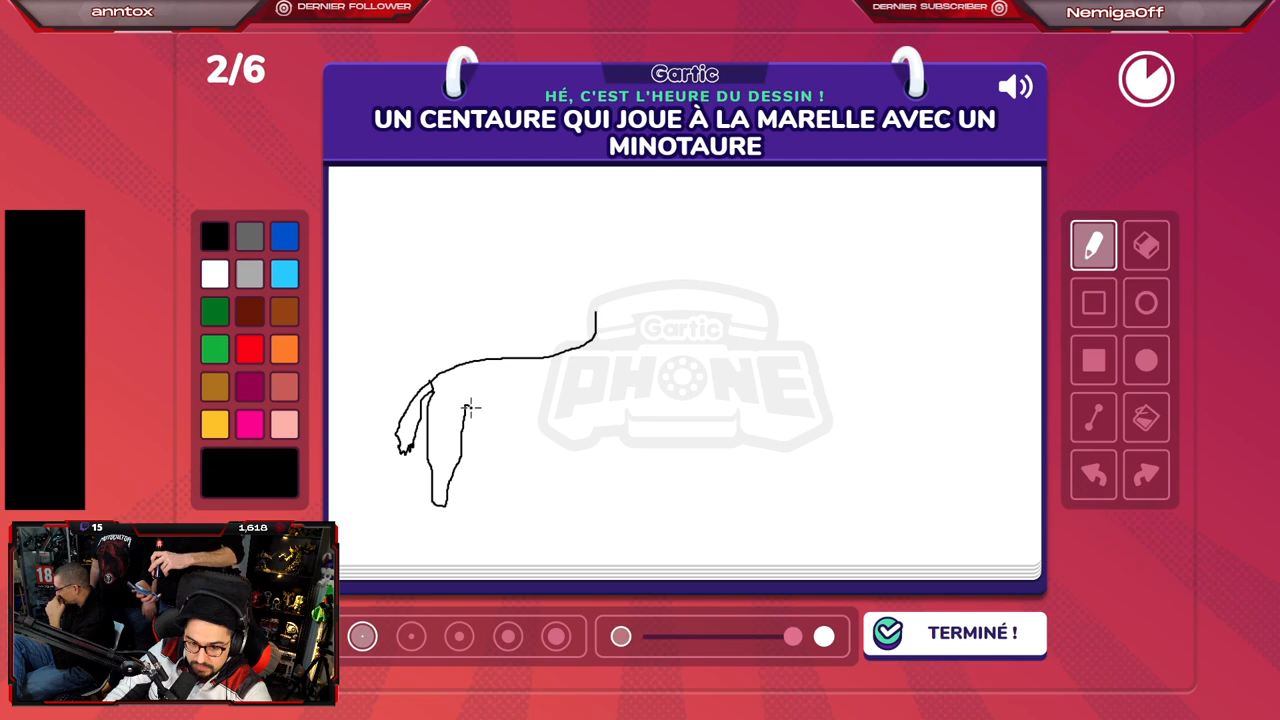 anntox
DERNIER FOLLOWER
DERNIER SUBSCRIBER
NemigaOff
2/6
Gartic
HÉ, C'EST L'HEURE DU DESSIN !
UN CENTAURE QUI JOUE À LA MARELLE AVEC UN
MINOTAURE
Gartic
PHONE
15
1,618
18
TERMINÉ !